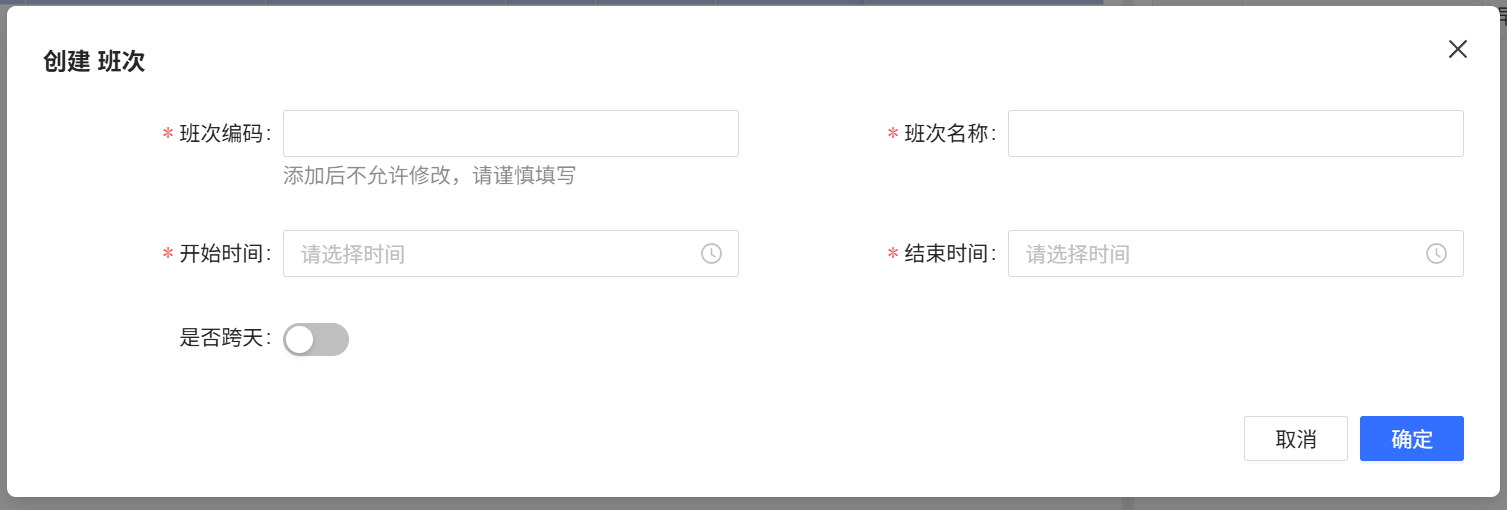 创建 班次
* 班次编码:
* 班次名称:
添加后不允许修改，请谨慎填写
* 开始时间: 请选择时间
* 结束时间: 请选择时间
是否跨天:
取消
确定